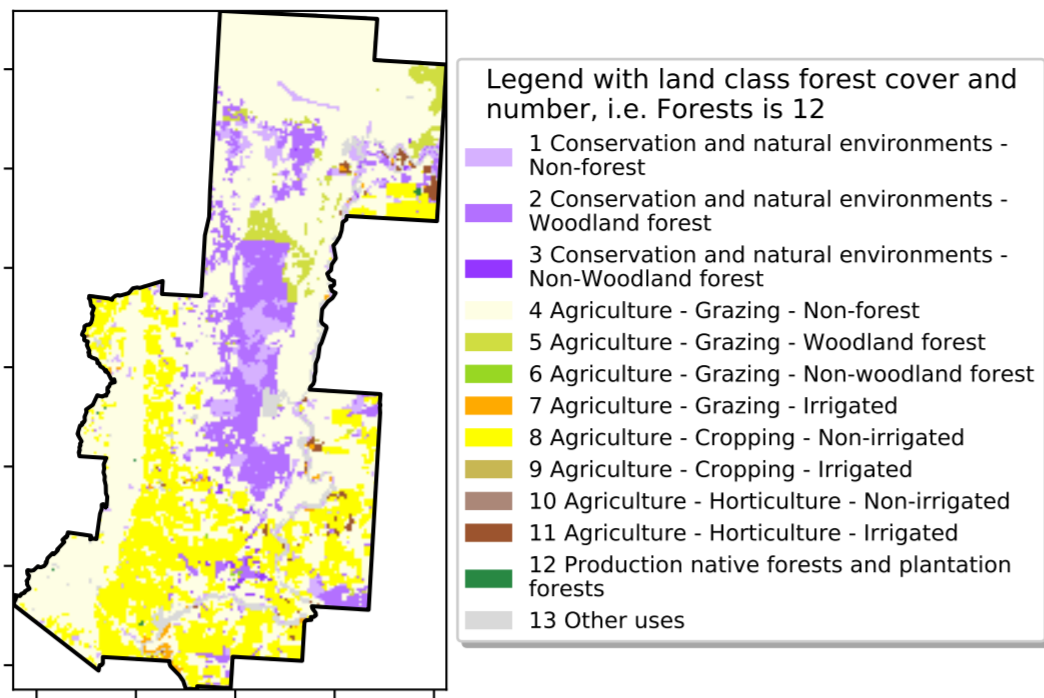 Legend with land class forest cover and
number, i.e. Forests is 12
1 Conservation and natural environments -
Non-forest
2 Conservation and natural environments -
Woodland forest
3 Conservation and natural environments -
Non-Woodland forest
4 Agriculture - Grazing - Non-forest
5 Agriculture - Grazing - Woodland forest
6 Agriculture - Grazing - Non-woodland forest
7 Agriculture - Grazing - Irrigated
8 Agriculture - Cropping - Non-irrigated
9 Agriculture - Cropping - Irrigated
10 Agriculture - Horticulture - Non-irrigated
11 Agriculture - Horticulture - Irrigated
12 Production native forests and plantation
forests
13 Other uses